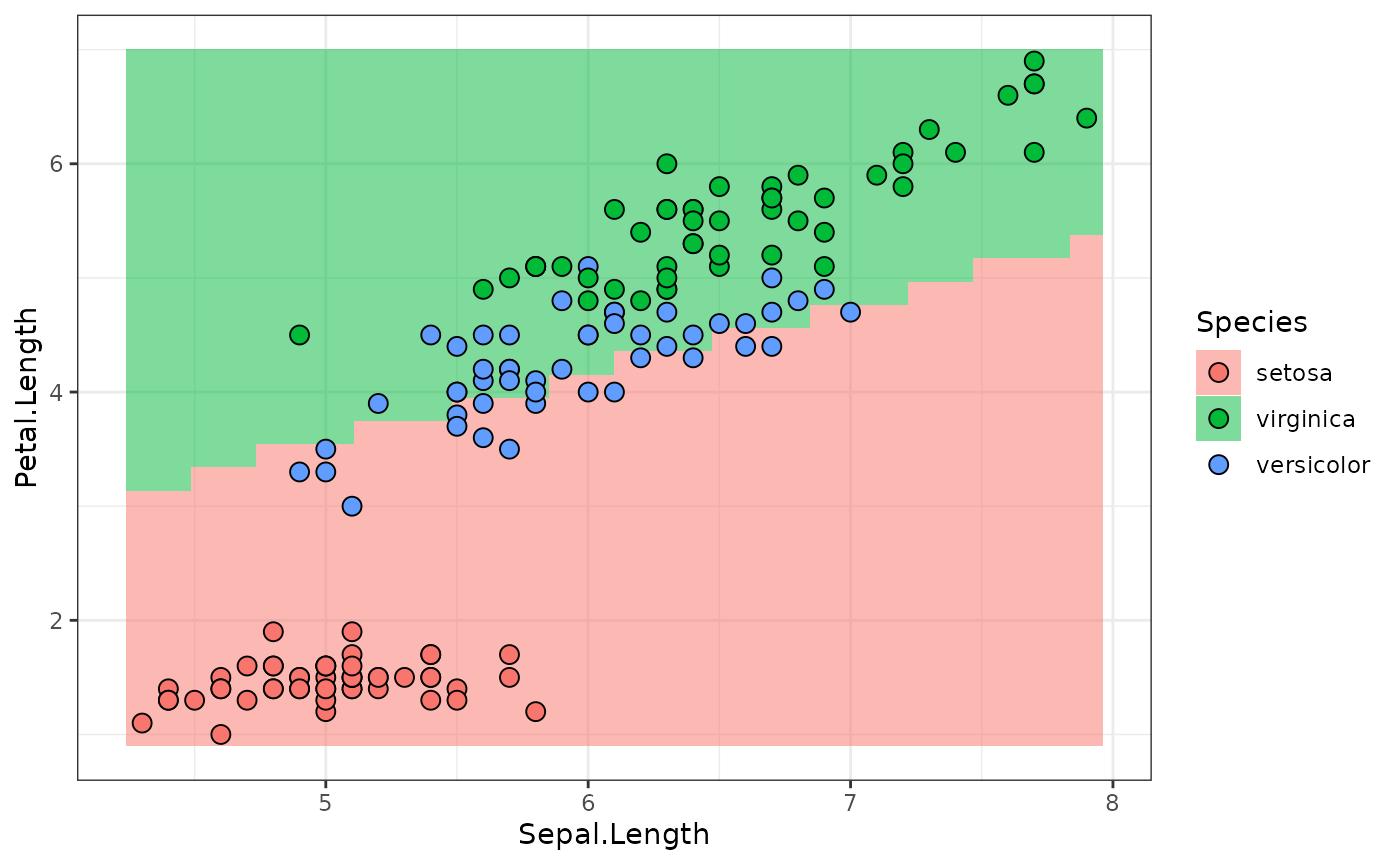 6
4
2
Petal.Length
5 6 7 8
Sepal.Length
Species
setosa
virginica
versicolor